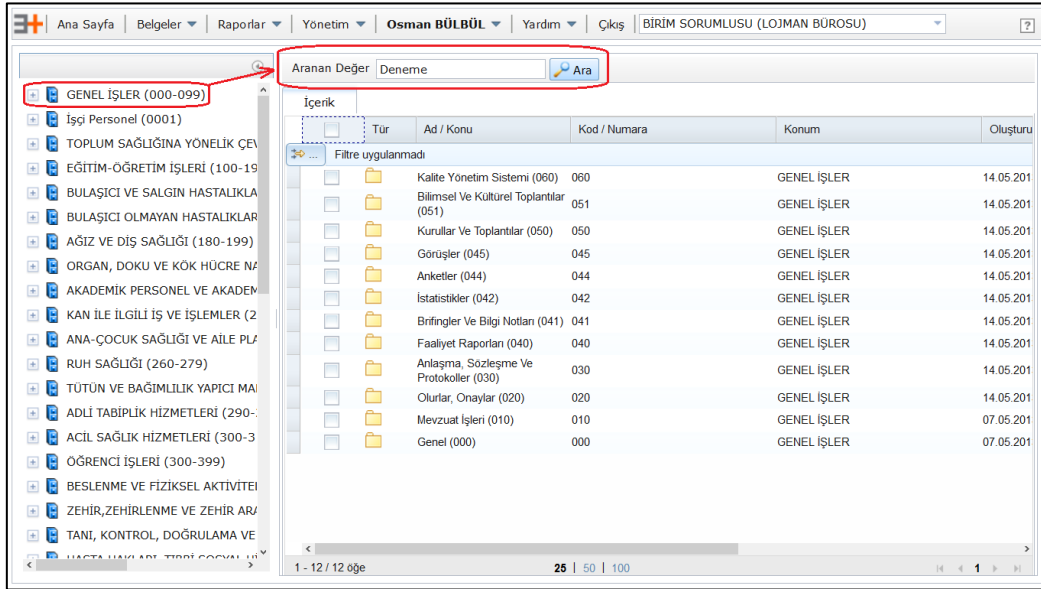 Ana Sayfa | Belgeler | Raporlar | Yönetim | Osman BÜLBÜL | Yardım | Çıkış | BİRİM SORUMLUSU (LOJMAN BÜROSU) ?
GENEL İŞLER (000-099)
İşçi Personel (0001)
TOPLUM SAĞLIĞINA YÖNELİK ÇEV
EĞİTİM-ÖĞRETİM İŞLERİ (100-19
BULAŞICI VE SALGIN HASTALIKLA
BULAŞICI OLMAYAN HASTALIKLAR
AĞIZ VE DİŞ SAĞLIĞI (180-199)
ORGAN, DOKU VE KÖK HÜCRE NA
AKADEMİK PERSONEL VE AKADEM
KAN İLE İLGİLİ İŞ VE İŞLEMLER (2
ANA-ÇOCUK SAĞLIĞI VE AİLE PLA
RUH SAĞLIĞI (260-279)
TÜTÜN VE BAĞIMLILIK YAPICI MA
ADLİ TABİPLİK HİZMETLERİ (290-
ACİL SAĞLIK HİZMETLERİ (300-3
ÖĞRENCİ İŞLERİ (300-399)
BESLENME VE FİZİKSEL AKTİVİTE
ZEHİR,ZEHİRLENME VE ZEHİR ARA
TANI, KONTROL, DOĞRULAMA VE
Aranan Değer Deneme Ara
İçerik
Tür Ad / Konu Kod / Numara Konum Oluşturu
... Filtre uygulanmadı
Kalite Yönetim Sistemi (060) 060 GENEL İŞLER 14.05.201
Bilimsel Ve Kültürel Toplantılar
(051) 051 GENEL İŞLER 14.05.201
Kurullar Ve Toplantılar (050) 050 GENEL İŞLER 14.05.201
Görüşler (045) 045 GENEL İŞLER 14.05.201
Anketler (044) 044 GENEL İŞLER 14.05.201
İstatistikler (042) 042 GENEL İŞLER 14.05.201
Brifingler Ve Bilgi Notları (041) 041 GENEL İŞLER 14.05.201
Faaliyet Raporları (040) 040 GENEL İŞLER 14.05.201
Anlaşma, Sözleşme Ve
Protokoller (030) 030 GENEL İŞLER 14.05.201
Olurlar, Onaylar (020) 020 GENEL İŞLER 14.05.201
Mevzuat İşleri (010) 010 GENEL İŞLER 07.05.201
Genel (000) 000 GENEL İŞLER 07.05.201
1 - 12 / 12 öğe 25 | 50 | 100 1